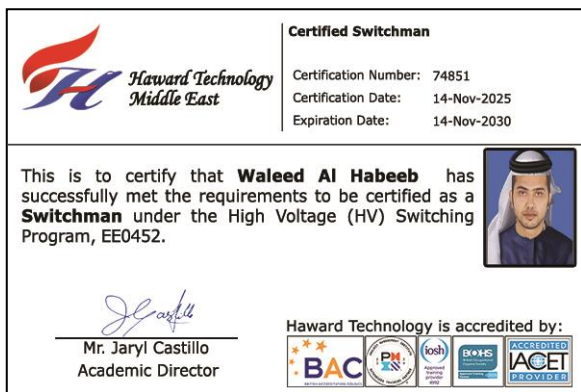 Haward Technology
Middle East
Certified Switchman
Certification Number: 74851
Certification Date: 14-Nov-2025
Expiration Date: 14-Nov-2030
This is to certify that Waleed Al Habeeb has
successfully met the requirements to be certified as a
Switchman under the High Voltage (HV) Switching
Program, EE0452.
Mr. Jaryl Castillo
Academic Director
Haward Technology is accredited by:
BAC
iosh
Approved
training
provider
BOHS
ACCREDITED
IACET
PROVIDER